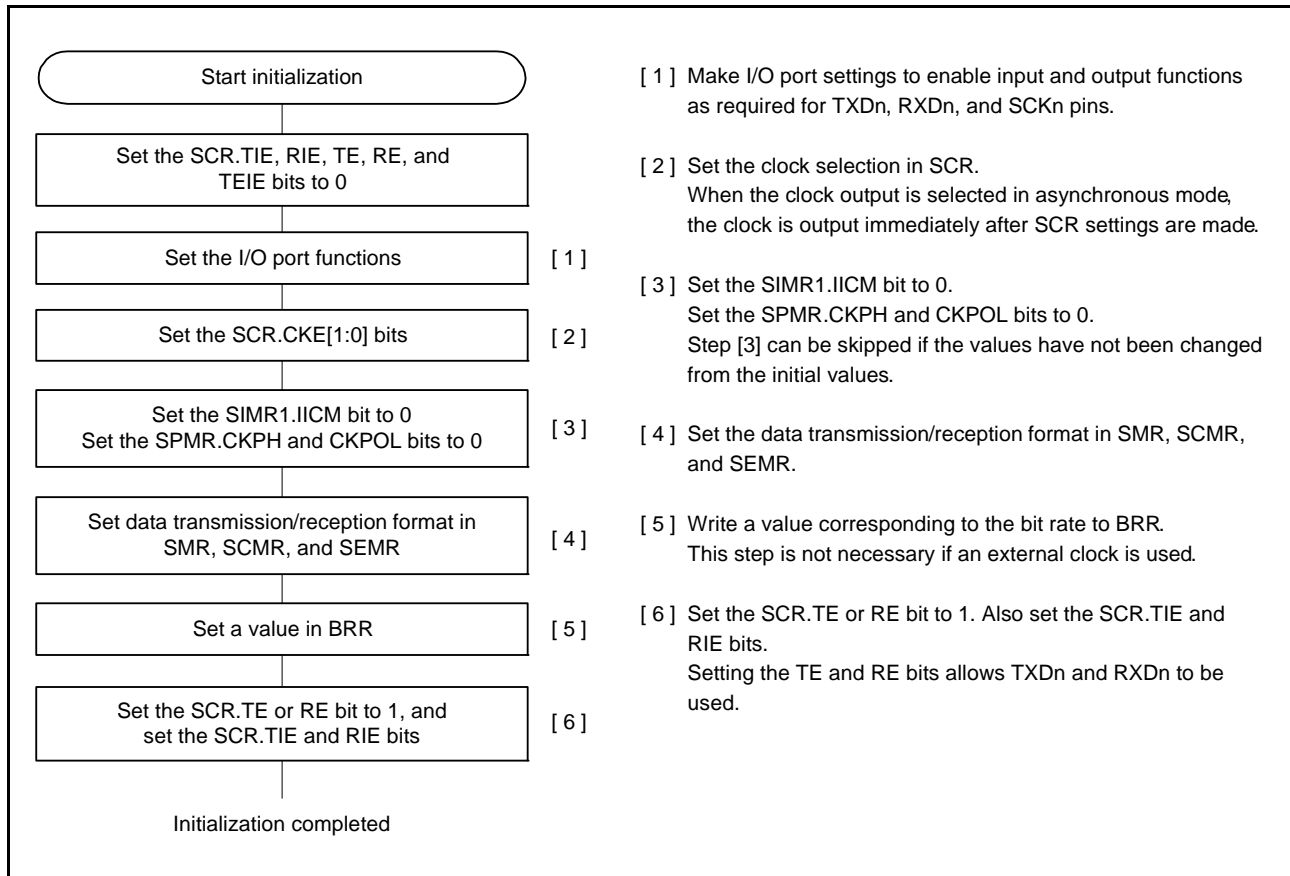 Start initialization
Set the SCR.TIE, RIE, TE, RE, and
TEIE bits to 0
Set the I/O port functions
[ 1 ]
Set the SCR.CKE[1:0] bits
[ 2 ]
Set the SIMR1.IICM bit to 0
Set the SPMR.CKPH and CKPOL bits to 0
[ 3 ]
Set data transmission/reception format in
SMR, SCMR, and SEMR
[ 4 ]
Set a value in BRR
[ 5 ]
Set the SCR.TE or RE bit to 1, and
set the SCR.TIE and RIE bits
[ 6 ]
Initialization completed
[ 1 ] Make I/O port settings to enable input and output functions
as required for TXDn, RXDn, and SCKn pins.
[ 2 ] Set the clock selection in SCR.
When the clock output is selected in asynchronous mode,
the clock is output immediately after SCR settings are made.
[ 3 ] Set the SIMR1.IICM bit to 0.
Set the SPMR.CKPH and CKPOL bits to 0.
Step [3] can be skipped if the values have not been changed
from the initial values.
[ 4 ] Set the data transmission/reception format in SMR, SCMR,
and SEMR.
[ 5 ] Write a value corresponding to the bit rate to BRR.
This step is not necessary if an external clock is used.
[ 6 ] Set the SCR.TE or RE bit to 1. Also set the SCR.TIE and
RIE bits.
Setting the TE and RE bits allows TXDn and RXDn to be
used.